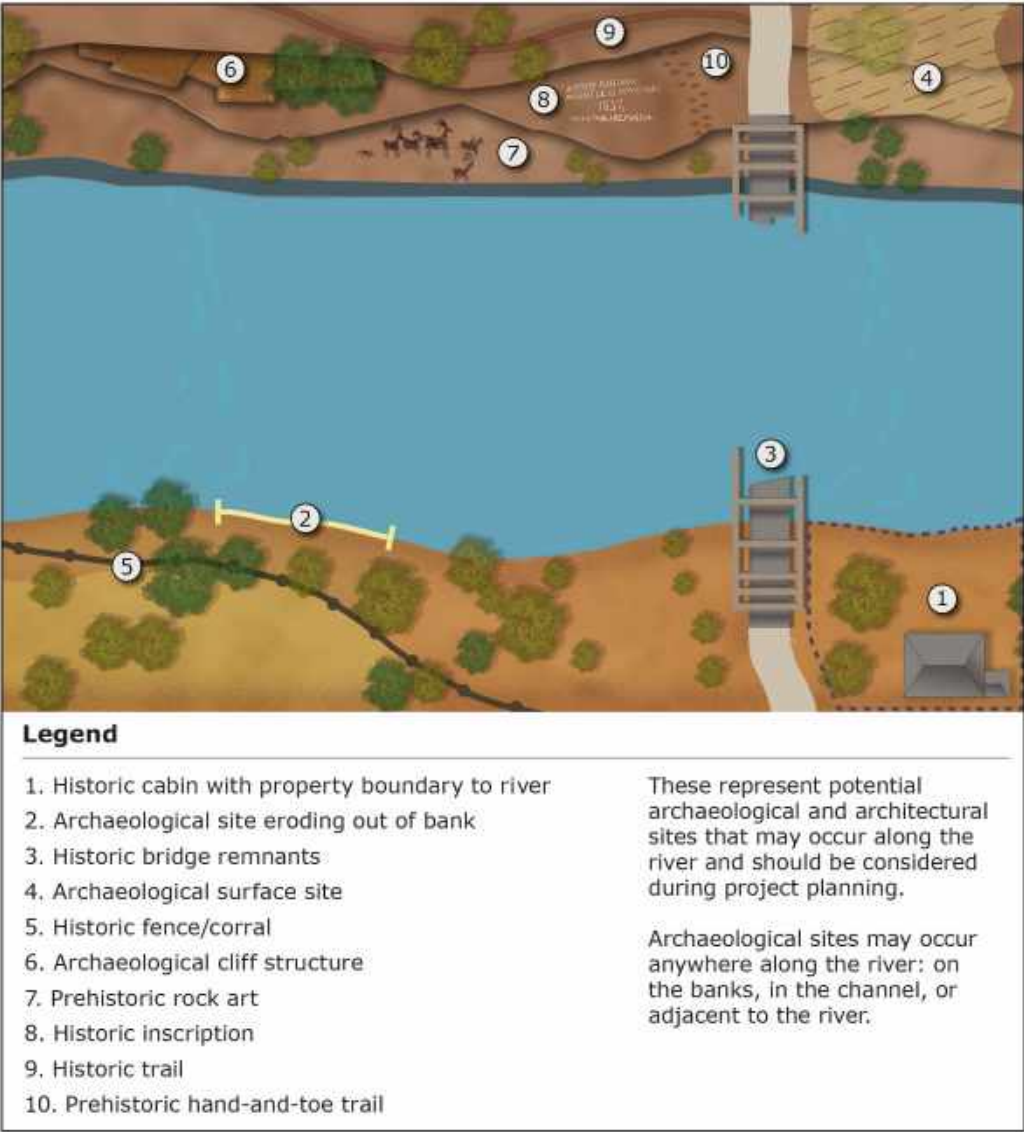 9
10
6
4
8
1837
7
3
2
5
1
Legend
1. Historic cabin with property boundary to river
2. Archaeological site eroding out of bank
3. Historic bridge remnants
4. Archaeological surface site
5. Historic fence/corral
6. Archaeological cliff structure
7. Prehistoric rock art
8. Historic inscription
9. Historic trail
10. Prehistoric hand-and-toe trail
These represent potential
archaeological and architectural
sites that may occur along the
river and should be considered
during project planning.
Archaeological sites may occur
anywhere along the river: on
the banks, in the channel, or
adjacent to the river.